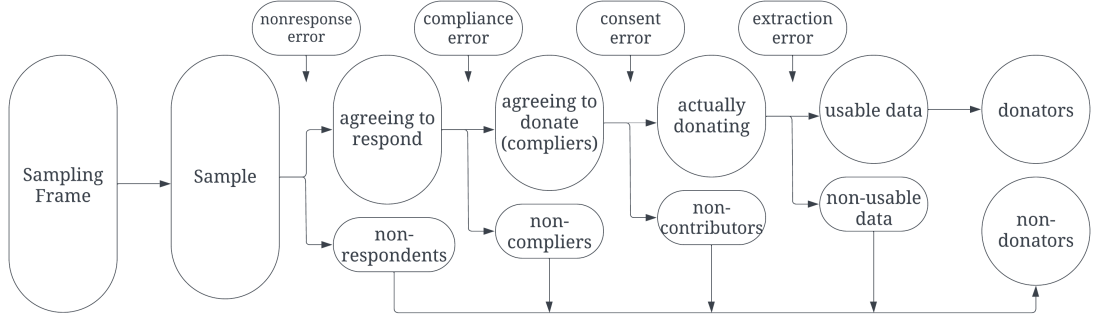 nonresponse
error
compliance
error
consent
error
extraction
error
Sampling
Frame
Sample
agreeing to
respond
agreeing to
donate
(compliers)
actually
donating
usable data
donators
non-
respondents
non-
compliers
non-
contributors
non-usable
data
non-
donators